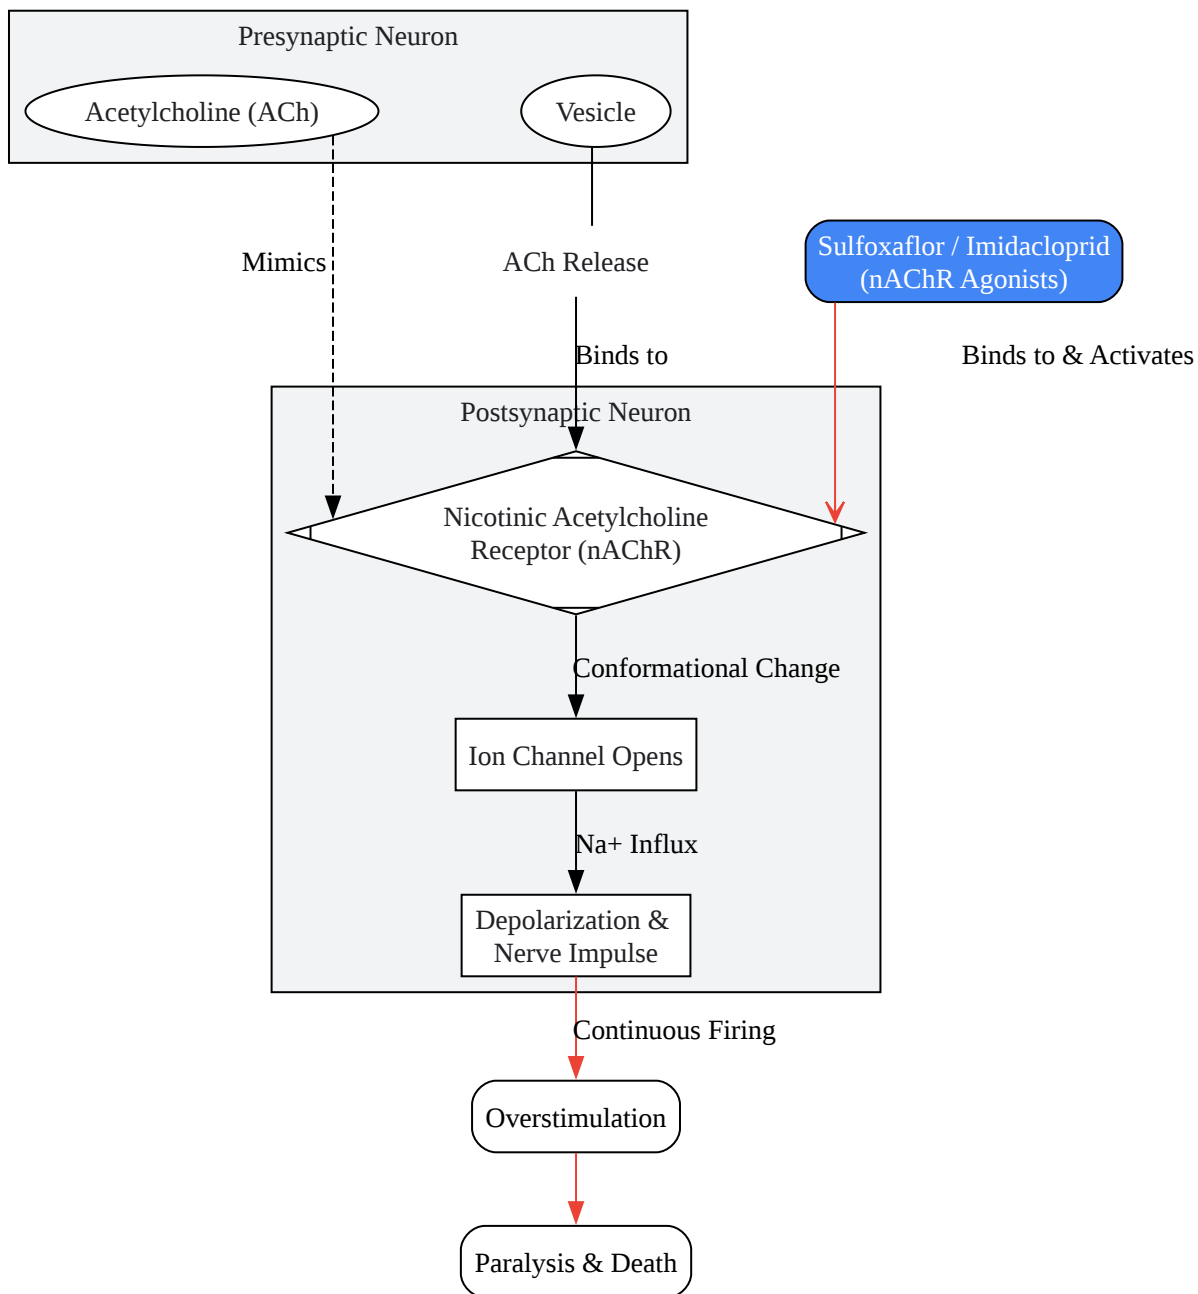 Presynaptic Neuron
Acetylcholine (ACh)
Vesicle
Mimics
ACh Release
Sulfoxaflor / Imidacloprid
(nAChR Agonists)
Binds to
Binds to & Activates
Postsynaptic Neuron
Nicotinic Acetylcholine
Receptor (nAChR)
Conformational Change
Ion Channel Opens
Na+ Influx
Depolarization &
Nerve Impulse
Continuous Firing
Overstimulation
Paralysis & Death